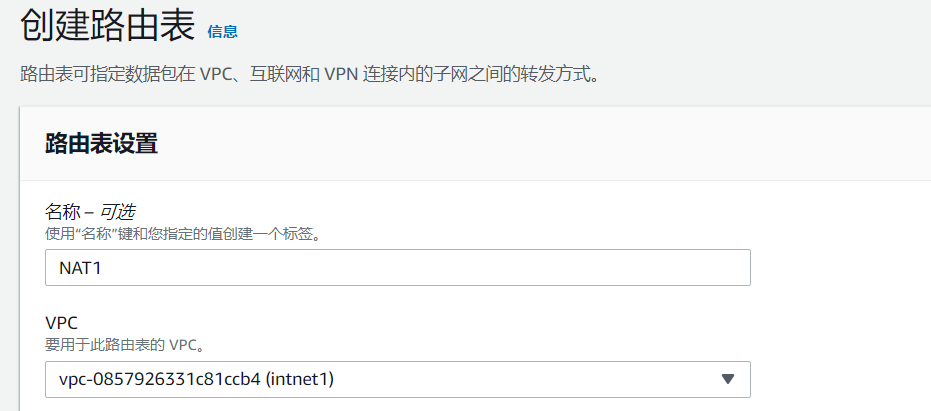 创建路由表 信息
路由表可指定数据包在 VPC、互联网和 VPN 连接内的子网之间的转发方式。
路由表设置
名称 – 可选
使用“名称”键和您指定的值创建一个标签。
NAT1
VPC
要用于此路由表的 VPC。
vpc-0857926331c81ccb4 (intnet1)